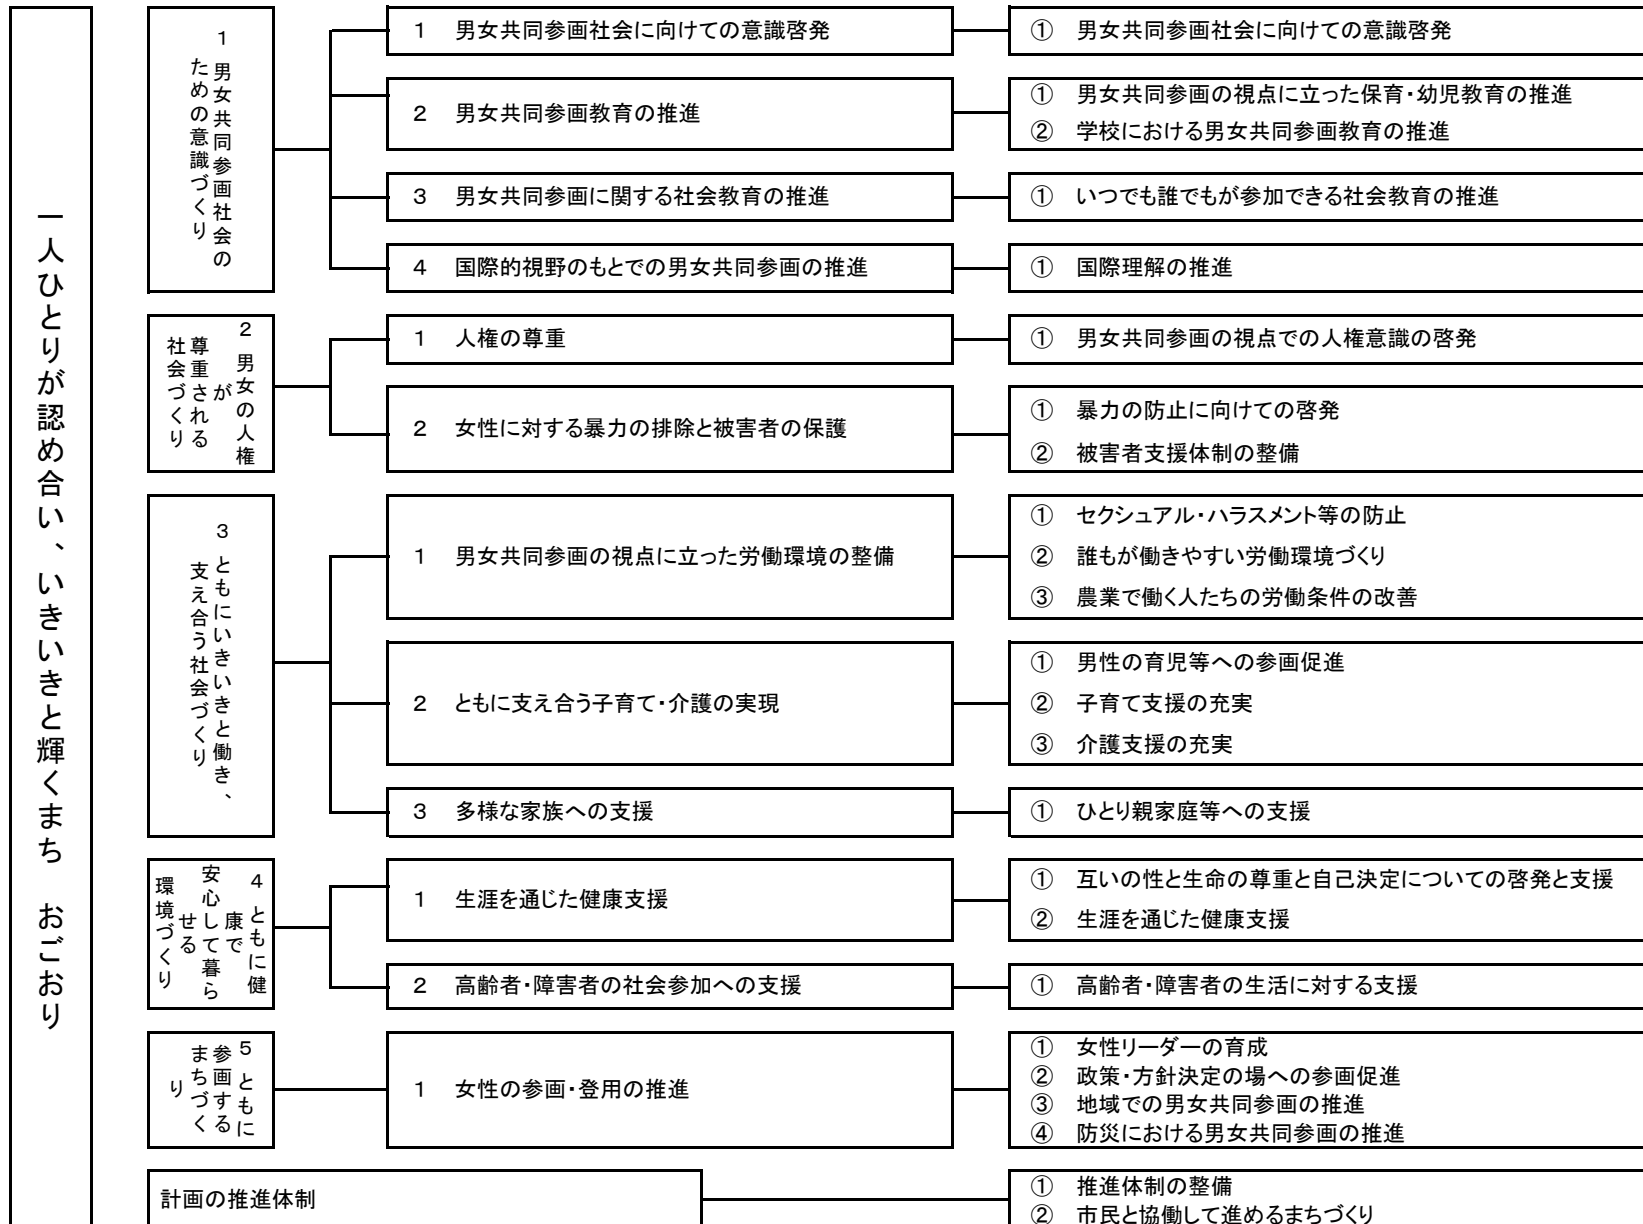 一人ひとりが認め合い、いきいきと輝くまち　おごおり
1　男女共同参画社会の
ための意識づくり
1　男女共同参画社会に向けての意識啓発
①　男女共同参画社会に向けての意識啓発
2　男女共同参画教育の推進
①　男女共同参画の視点に立った保育・幼児教育の推進
②　学校における男女共同参画教育の推進
3　男女共同参画に関する社会教育の推進
①　いつでも誰でもが参加できる社会教育の推進
4　国際的視野のもとでの男女共同参画の推進
①　国際理解の推進
2　男女の人権
が
尊重される
社会づくり
1　人権の尊重
①　男女共同参画の視点での人権意識の啓発
2　女性に対する暴力の排除と被害者の保護
①　暴力の防止に向けての啓発
②　被害者支援体制の整備
3　ともにいきいきと働き、
支え合う社会づくり
1　男女共同参画の視点に立った労働環境の整備
①　セクシュアル・ハラスメント等の防止
②　誰もが働きやすい労働環境づくり
③　農業で働く人たちの労働条件の改善
2　ともに支え合う子育て・介護の実現
①　男性の育児等への参画促進
②　子育て支援の充実
③　介護支援の充実
3　多様な家族への支援
①　ひとり親家庭等への支援
4　ともに健
康で
安心して暮ら
せる
環境づくり
1　生涯を通じた健康支援
①　互いの性と生命の尊重と自己決定についての啓発と支援
②　生涯を通じた健康支援
2　高齢者・障害者の社会参加への支援
①　高齢者・障害者の生活に対する支援
5　ともに
参画する
まちづく
り
1　女性の参画・登用の推進
①　女性リーダーの育成
②　政策・方針決定の場への参画促進
③　地域での男女共同参画の推進
④　防災における男女共同参画の推進
計画の推進体制
①　推進体制の整備
②　市民と協働して進めるまちづくり